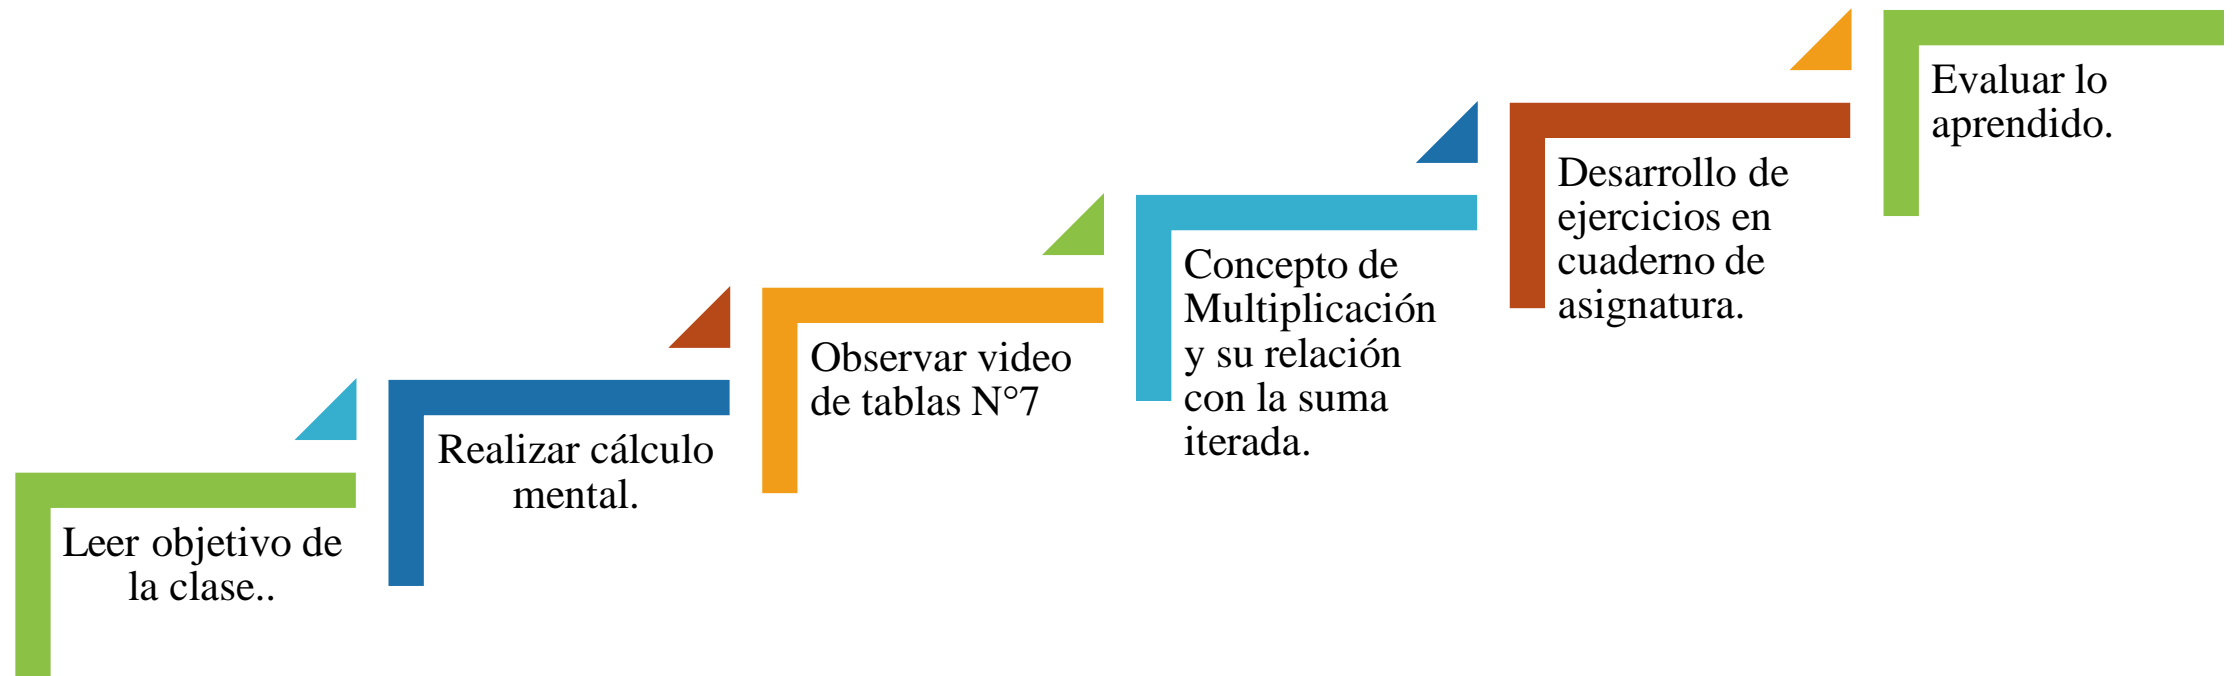 Leer objetivo de
la clase..
Realizar cálculo
mental.
Observar video
de tablas N°7
Concepto de
Multiplicación
y su relación
con la suma
iterada.
Desarrollo de
ejercicios en
cuaderno de
asignatura.
Evaluar lo
aprendido.